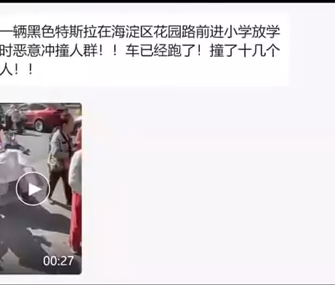 一辆黑色特斯拉在海淀区花园路前进小学放学
时恶意冲撞人群！！车已经跑了！撞了十几个
人！！
00:27